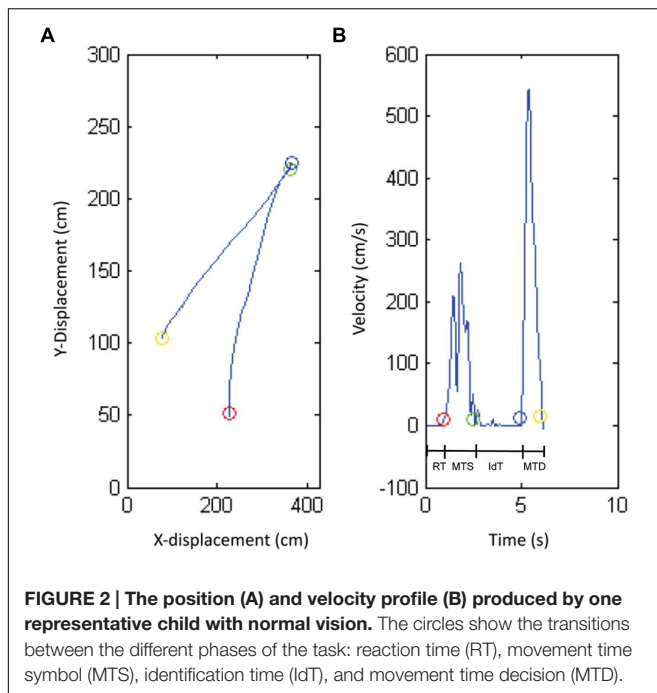 A
B
300
250
200
150
100
50
0
Y-Displacement (cm)
0
200
400
X-displacement (cm)
600
500
400
300
200
100
0
-100
Velocity (cm/s)
RT MTS IdT MTD
0
5
10
Time (s)
FIGURE 2 | The position (A) and velocity profile (B) produced by one
representative child with normal vision. The circles show the transitions
between the different phases of the task: reaction time (RT), movement time
symbol (MTS), identification time (IdT), and movement time decision (MTD).